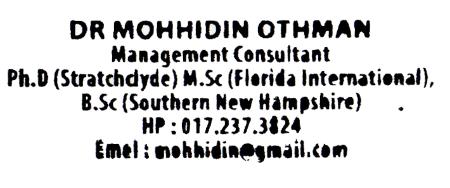 DR MOHHIDIN OTHMAN
Management Consultant
Ph.D (Stratchclyde) M.Sc (Florida International),
B.Sc (Southern New Hampshire)
HP : 017.237.3824
Emel : mohhidin@gmail.com